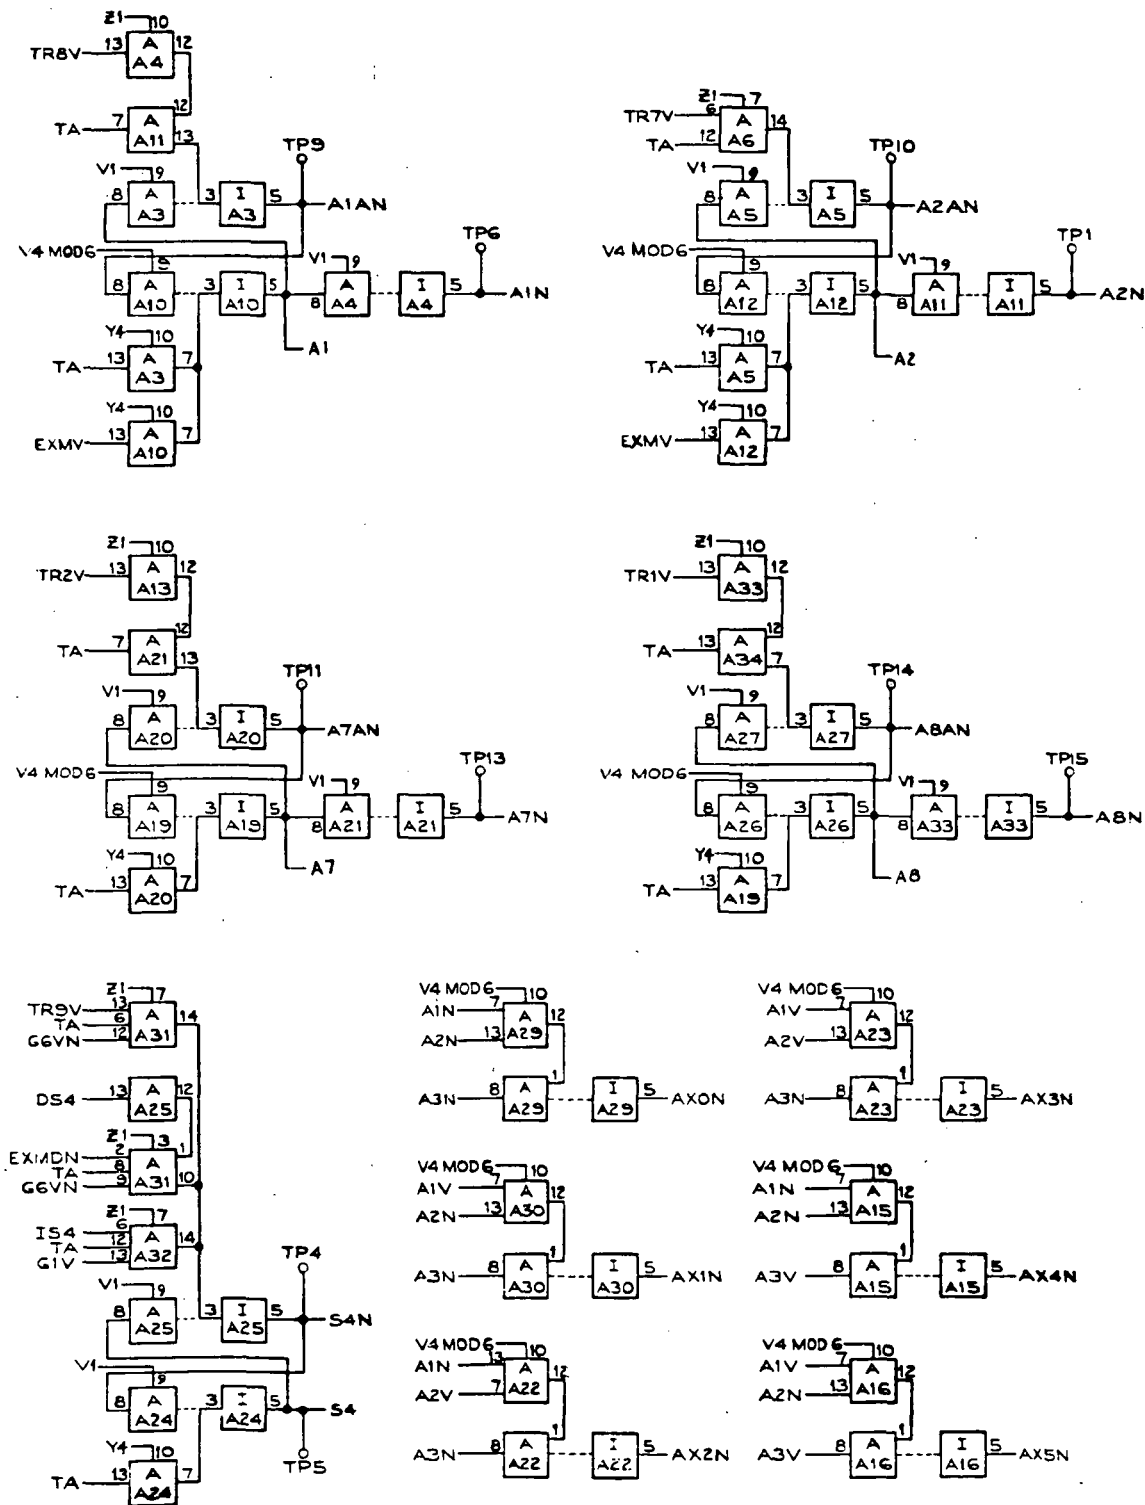 Z1 10
TR8V 13 A A4 12
TA 7 A A11 12 13
TP9
V1 9
8 A A3 3 I A3 5 A1AN
V4 MOD6 9
TP6
8 A A10 3 I A10 5 V1 9 8 A A4 I A4 5 A1N
A1
Y4 10
TA 13 A A3 7
Y4 10
EXMV 13 A A10 7
Z1 7
TR7V 6 A A6 14
TA 12
TP10
V1 9
8 A A5 3 I A5 5 A2AN
V4 MOD6 9
TP1
8 A A12 3 I A12 5 V1 9 8 A A11 I A11 5 A2N
A2
Y4 10
TA 13 A A5 7
Y4 10
EXMV 13 A A12 7
Z1 10
TR2V 13 A A13 12
TA 7 A A21 12 13
TP11
V1 9
8 A A20 3 I A20 5 A7AN
V4 MOD6 9
TP13
8 A A19 3 I A19 5 V1 9 8 A A21 I A21 5 A7N
A7
Y4 10
TA 13 A A20 7
Z1 10
TR1V 13 A A33 12
TA 13 A A34 12 7
TP14
V1 9
8 A A27 3 I A27 5 A8AN
V4 MOD6 9
TP15
8 A A26 3 I A26 5 V1 9 8 A A33 I A33 5 A8N
A8
Y4 10
TA 13 A A19 7
Z1 7
TR9V 13
TA 6 A A31 14
G6VN 12
DS4 13 A A25 12
Z1 3
EXMDN 2 1
TA 8 A A31
G6VN 9 10
Z1 7
IS4 6
TA 12 A A32 14
G1V 13
TP4
V1 9
8 A A25 3 I A25 5 S4N
V1 9
8 A A24 3 I A24 5 S4
TP5
Y4 10
TA 13 A A24 7
V4 MOD6 10
A1N 7 A A29 12
A2N 13
A3N 8 A A29 1 I A29 5 AX0N
V4 MOD6 10
A1V 7 A A23 12
A2V 13
A3N 8 A A23 1 I A23 5 AX3N
V4 MOD6 10
A1V 7 A A30 12
A2N 13
A3N 8 A A30 1 I A30 5 AX1N
V4 MOD6 10
A1N 7 A A15 12
A2N 13
A3V 8 A A15 1 I A15 5 AX4N
V4 MOD6 10
A1N 13 A A22 12
A2V 7
A3N 8 A A22 1 I A22 5 AX2N
V4 MOD6 10
A1V 7 A A16 12
A2N 13
A3V 8 A A16 1 I A16 5 AX5N